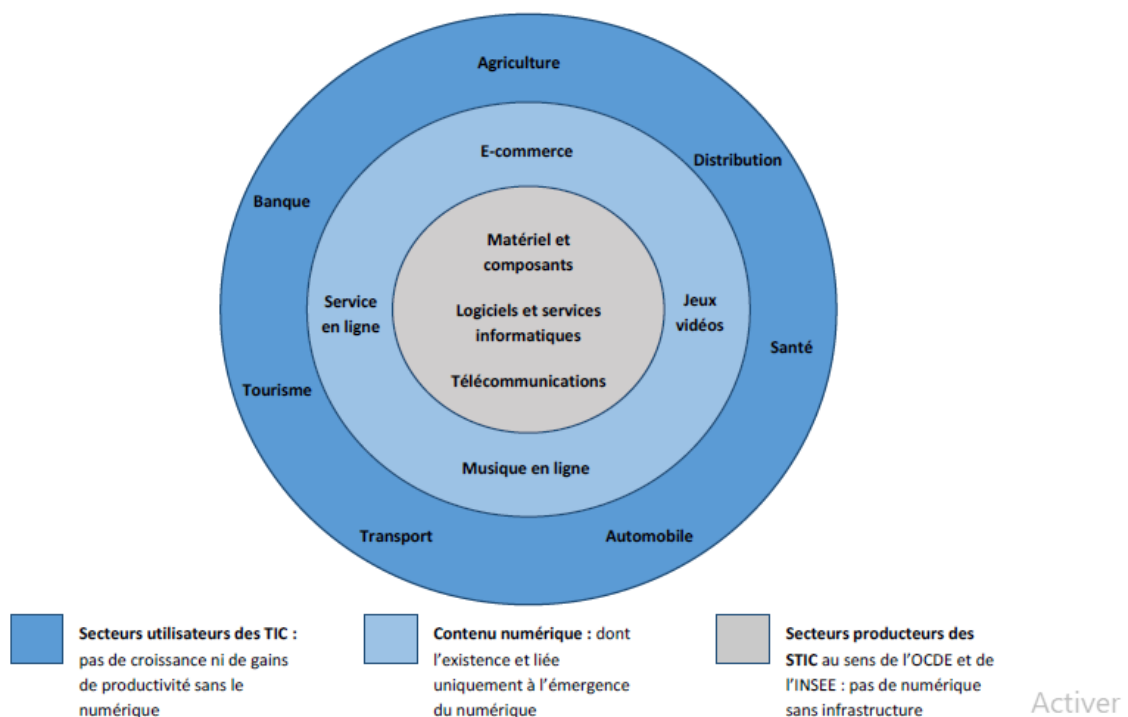 Agriculture
E-commerce
Distribution
Banque
Matériel et
composants
Service
en ligne
Logiciels et services
informatiques
Jeux
vidéos
Santé
Télécommunications
Tourisme
Musique en ligne
Transport
Automobile
Secteurs utilisateurs des TIC :
pas de croissance ni de gains
de productivité sans le
numérique
Contenu numérique : dont
l'existence et liée
uniquement à l'émergence
du numérique
Secteurs producteurs des
STIC au sens de l'OCDE et de
l'INSEE : pas de numérique
sans infrastructure
Activer